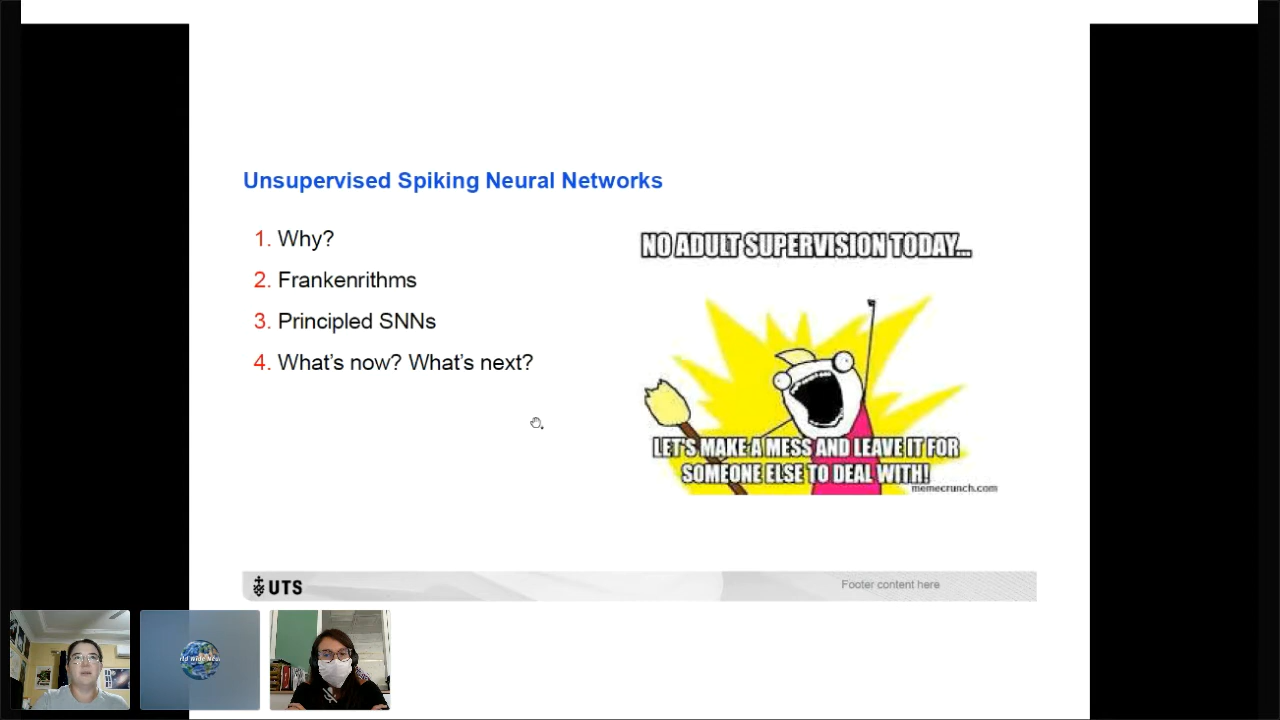 Unsupervised Spiking Neural Networks
1. Why?
2. Frankenrithms
3. Principled SNNs
4. What's now? What's next?
NO ADULT SUPERVISION TODAY...
LET'S MAKE A MESS AND LEAVE IT FOR
SOMEONE ELSE TO DEAL WITH!
memecrunch.com
UTS
Footer content here